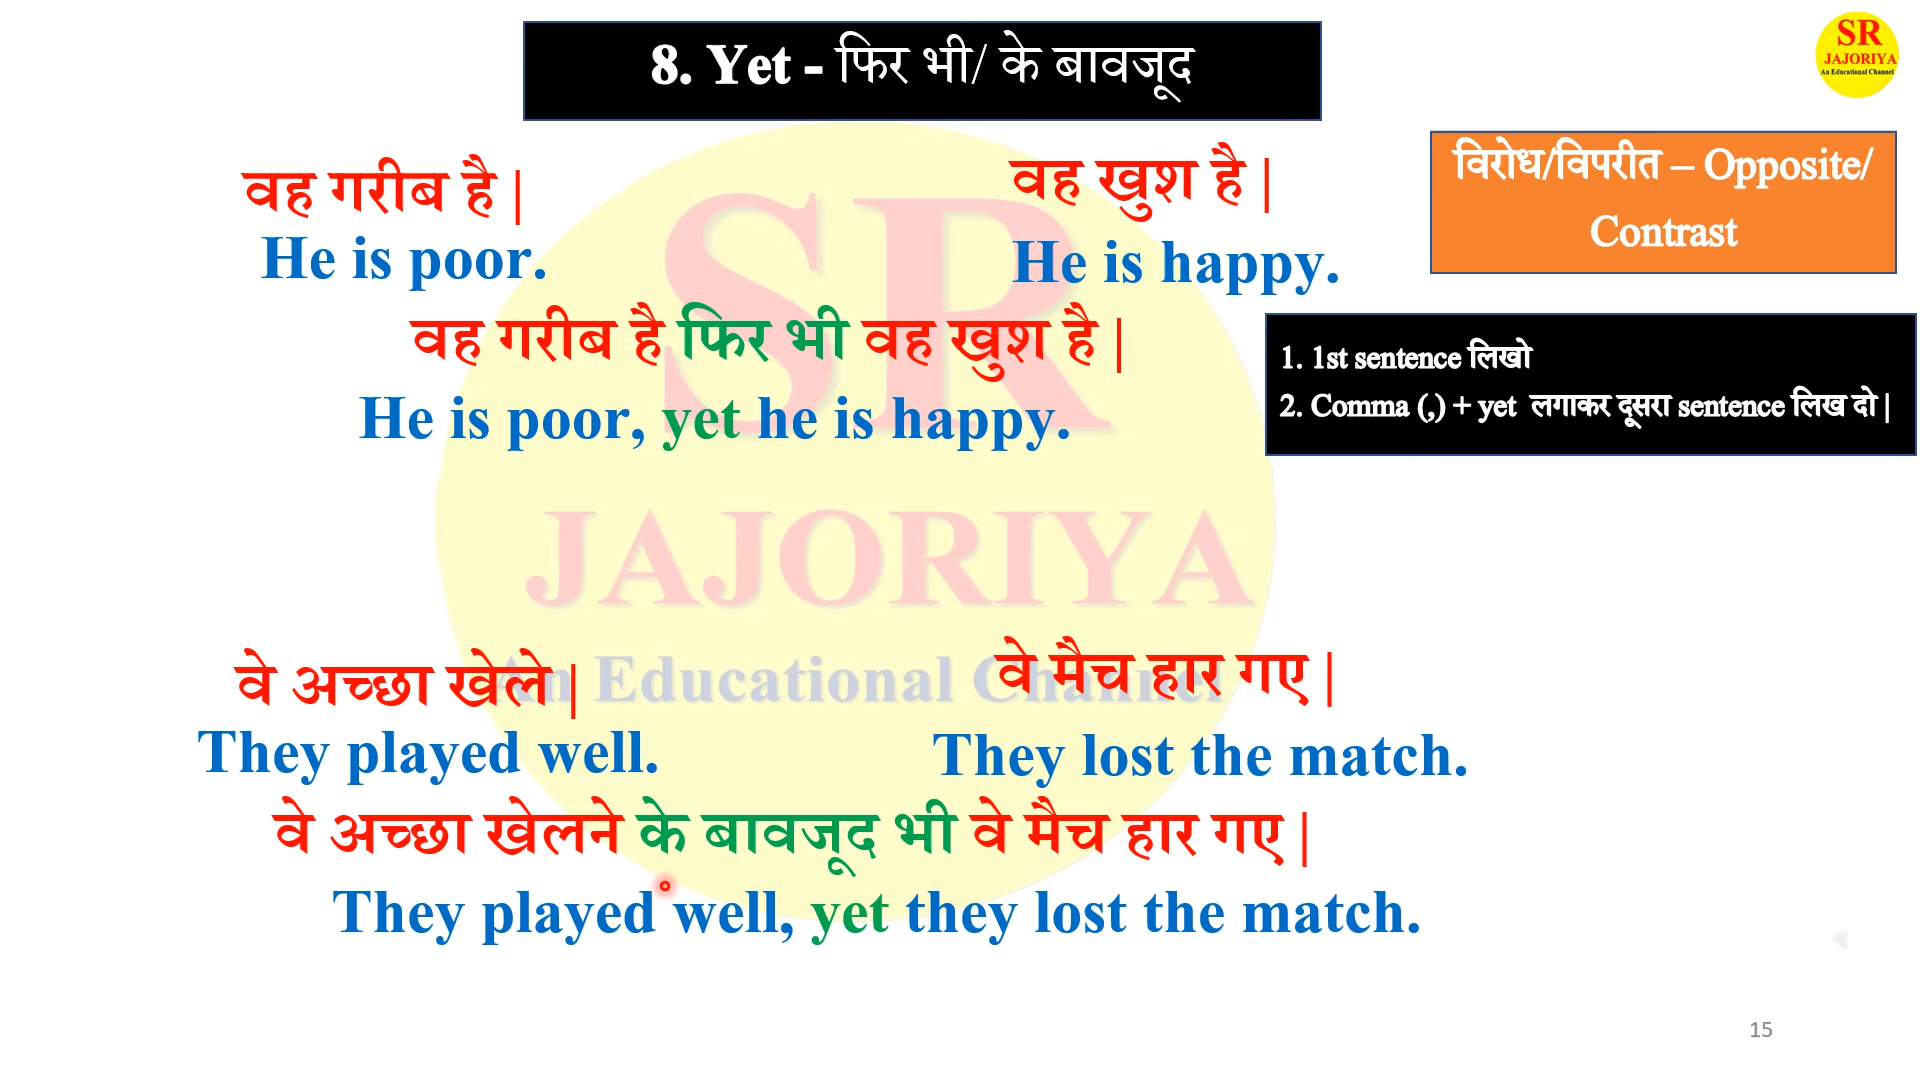 8. Yet - फिर भी/ के बावजूद
SR
JAJORIYA
An Educational Channel
विरोध/विपरीत – Opposite/
Contrast
वह गरीब है |
वह खुश है |
He is poor.
He is happy.
वह गरीब है फिर भी वह खुश है |
He is poor, yet he is happy.
1. 1st sentence लिखो
2. Comma (,) + yet लगाकर दूसरा sentence लिख दो |
SR
JAJORIYA
An Educational Channel
वे अच्छा खेले |
वे मैच हार गए |
They played well.
They lost the match.
वे अच्छा खेलने के बावजूद भी वे मैच हार गए |
They played well, yet they lost the match.
15